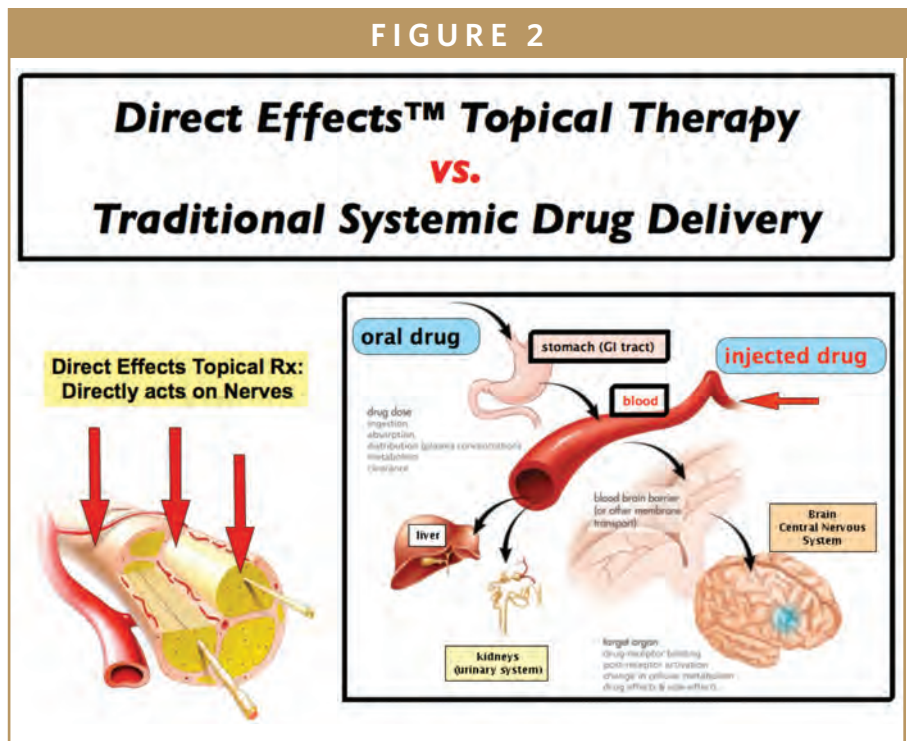 FIGURE 2
Direct Effects™ Topical Therapy
vs.
Traditional Systemic Drug Delivery
Direct Effects Topical Rx:
Directly acts on Nerves
oral drug
stomach (GI tract)
injected drug
blood
drug dose
ingestion
absorption
distribution (plasma concentration)
metabolism
clearance
blood brain barrier
(or other membrane
transport)
Brain
Central Nervous
System
liver
kidneys
(urinary system)
target organ
drug-receptor binding
post-receptor activation
change in cellular metabolism
drug effects & side-effects